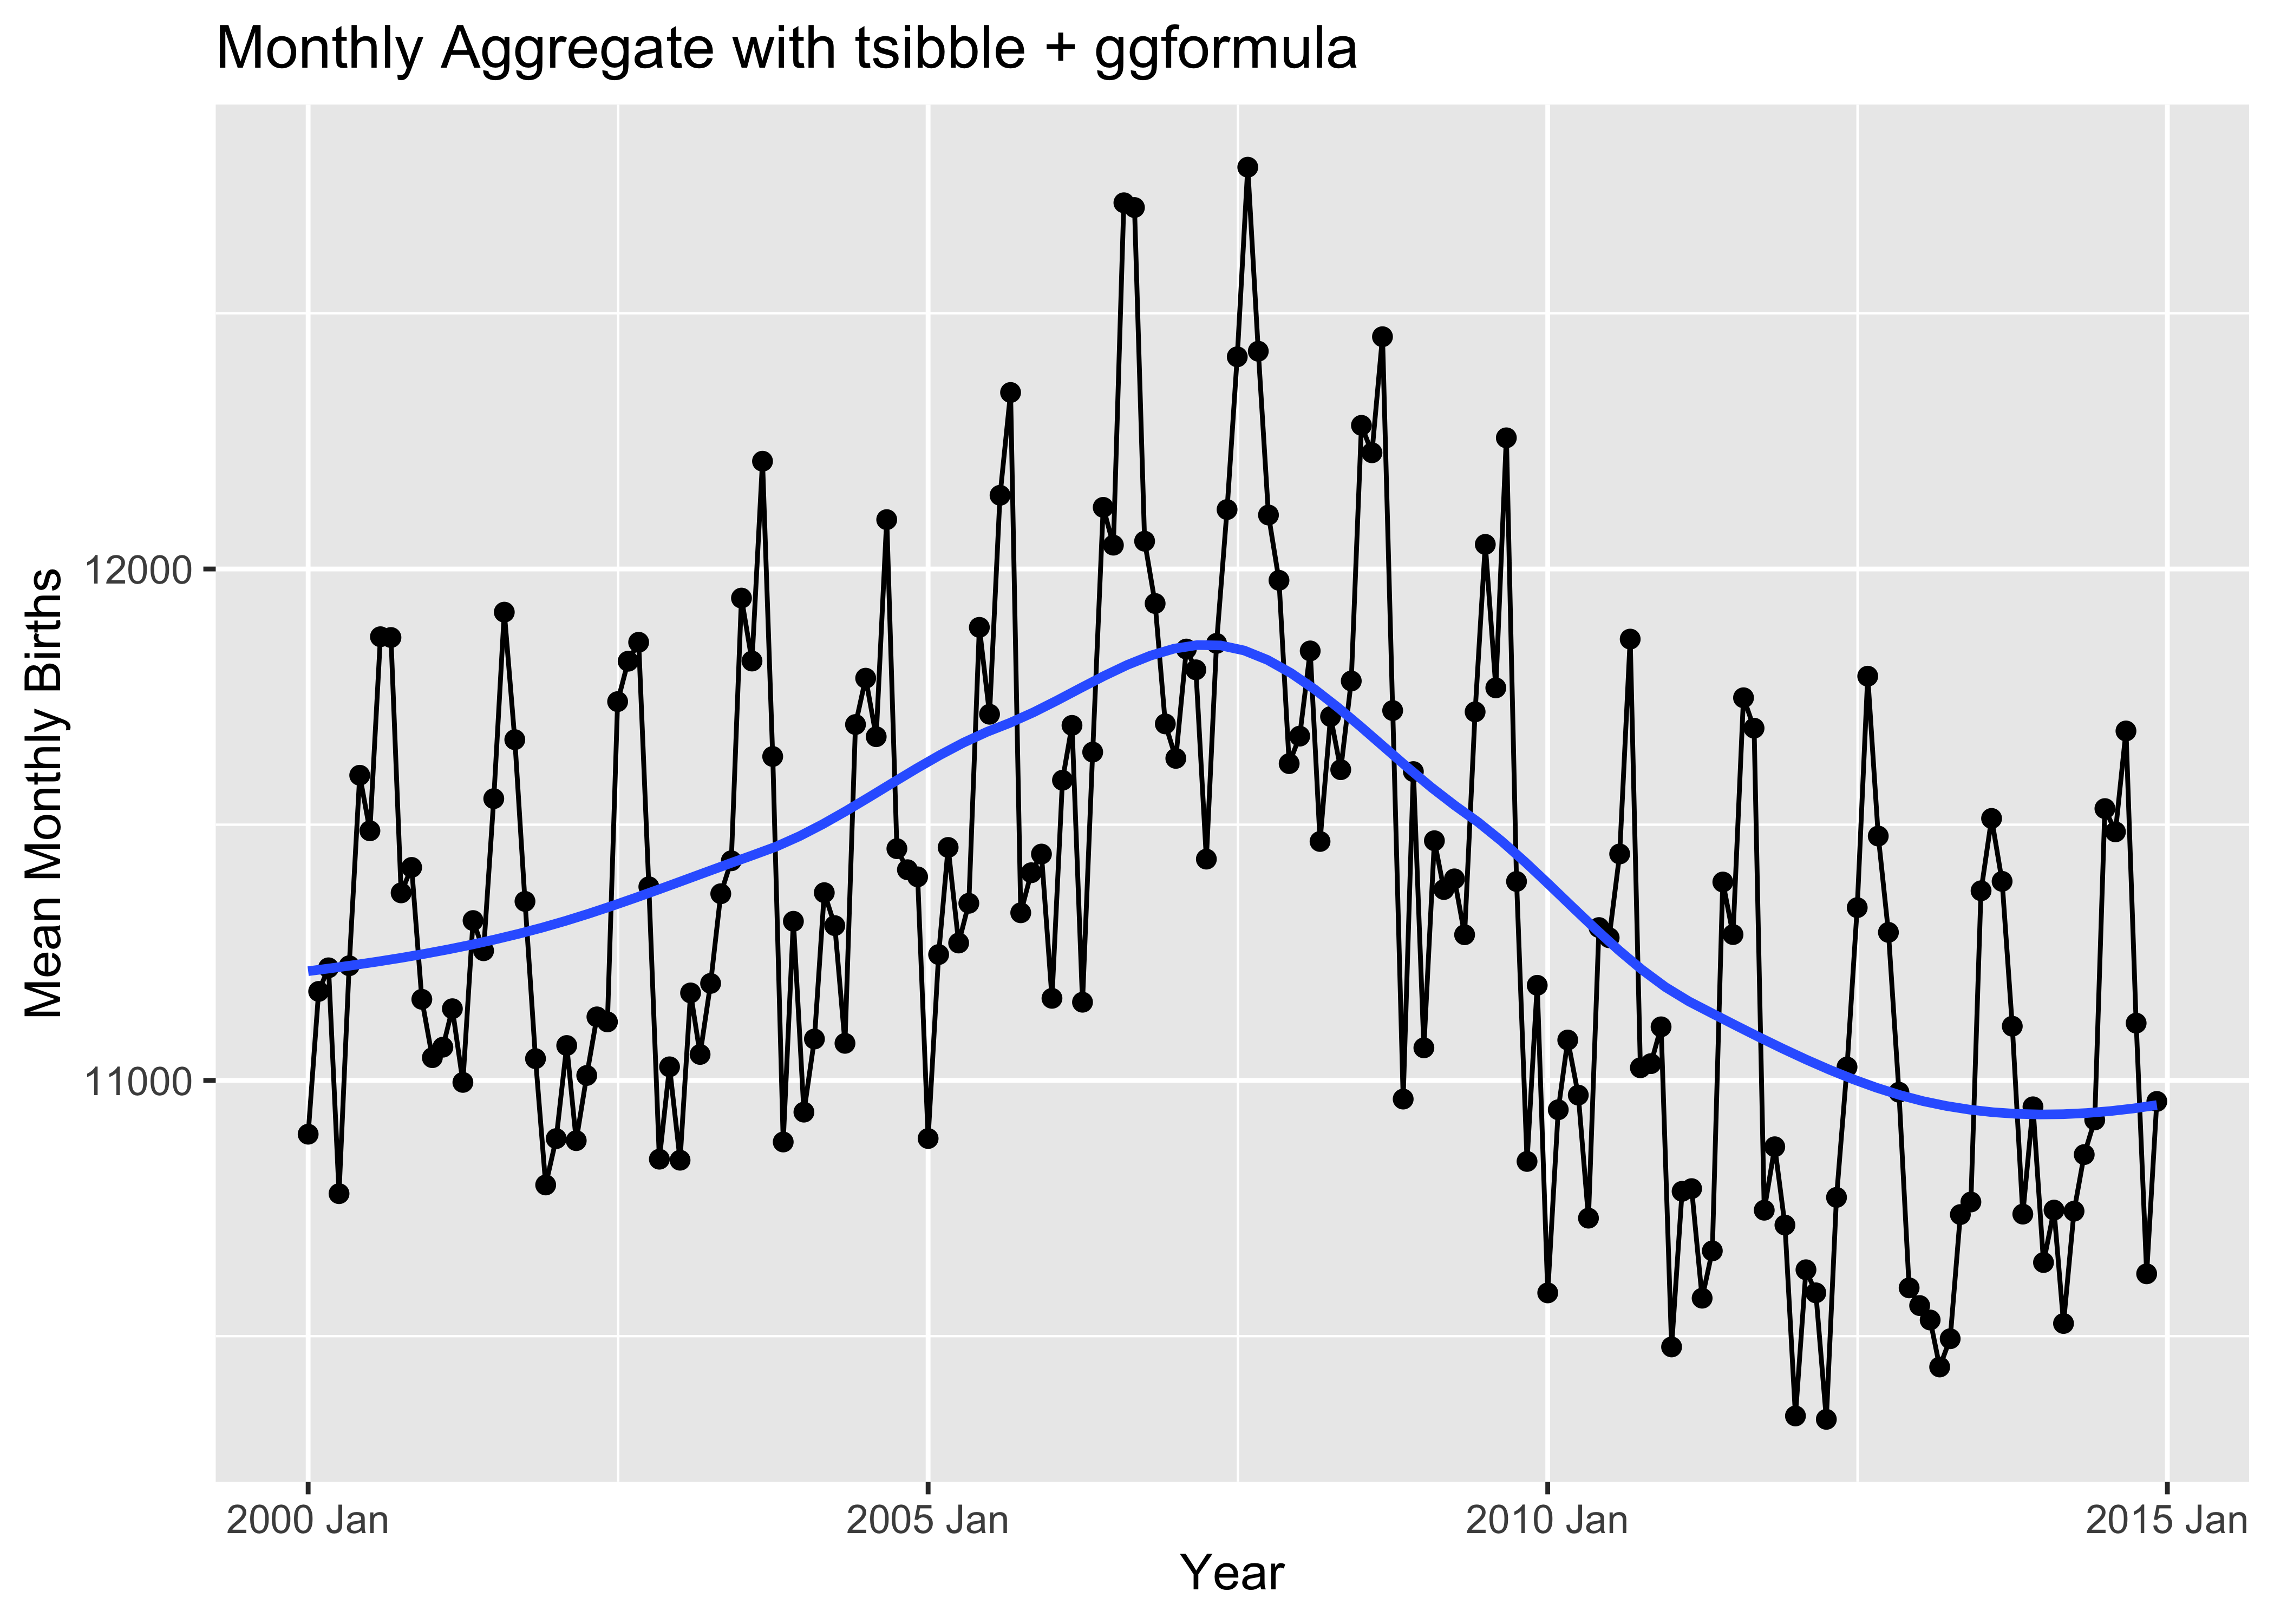 Monthly Aggregate with tsibble + ggformula
Mean Monthly Births
12000
11000
2000 Jan
2005 Jan
2010 Jan
2015 Jan
Year